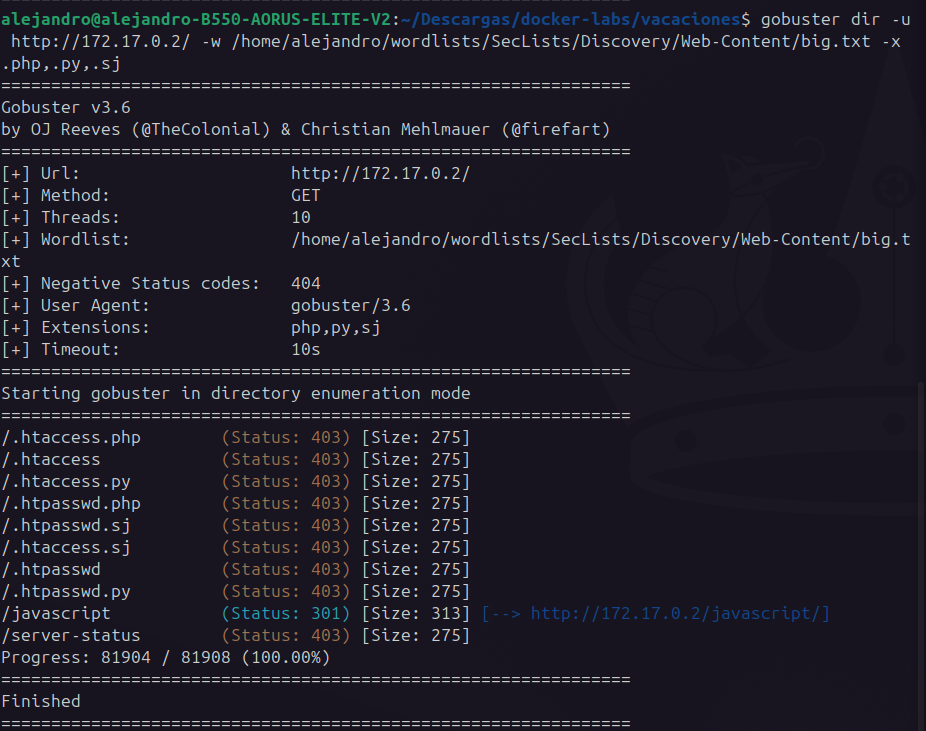 alejandro@alejandro-B550-AORUS-ELITE-V2:~/Descargas/docker-labs/vacaciones$ gobuster dir -u
http://172.17.0.2/ -w /home/alejandro/wordlists/SecLists/Discovery/Web-Content/big.txt -x
.php,.py,.sj
===============================================================
Gobuster v3.6
by OJ Reeves (@TheColonial) & Christian Mehlmauer (@firefart)
===============================================================
[+] Url:                     http://172.17.0.2/
[+] Method:                  GET
[+] Threads:                 10
[+] Wordlist:                /home/alejandro/wordlists/SecLists/Discovery/Web-Content/big.t
xt
[+] Negative Status codes:   404
[+] User Agent:              gobuster/3.6
[+] Extensions:              php,py,sj
[+] Timeout:                 10s
===============================================================
Starting gobuster in directory enumeration mode
===============================================================
/.htaccess.php        (Status: 403) [Size: 275]
/.htaccess            (Status: 403) [Size: 275]
/.htaccess.py         (Status: 403) [Size: 275]
/.htpasswd.php        (Status: 403) [Size: 275]
/.htpasswd.sj         (Status: 403) [Size: 275]
/.htaccess.sj         (Status: 403) [Size: 275]
/.htpasswd            (Status: 403) [Size: 275]
/.htpasswd.py         (Status: 403) [Size: 275]
/javascript           (Status: 301) [Size: 313] [--> http://172.17.0.2/javascript/]
/server-status        (Status: 403) [Size: 275]
Progress: 81904 / 81908 (100.00%)
===============================================================
Finished
===============================================================